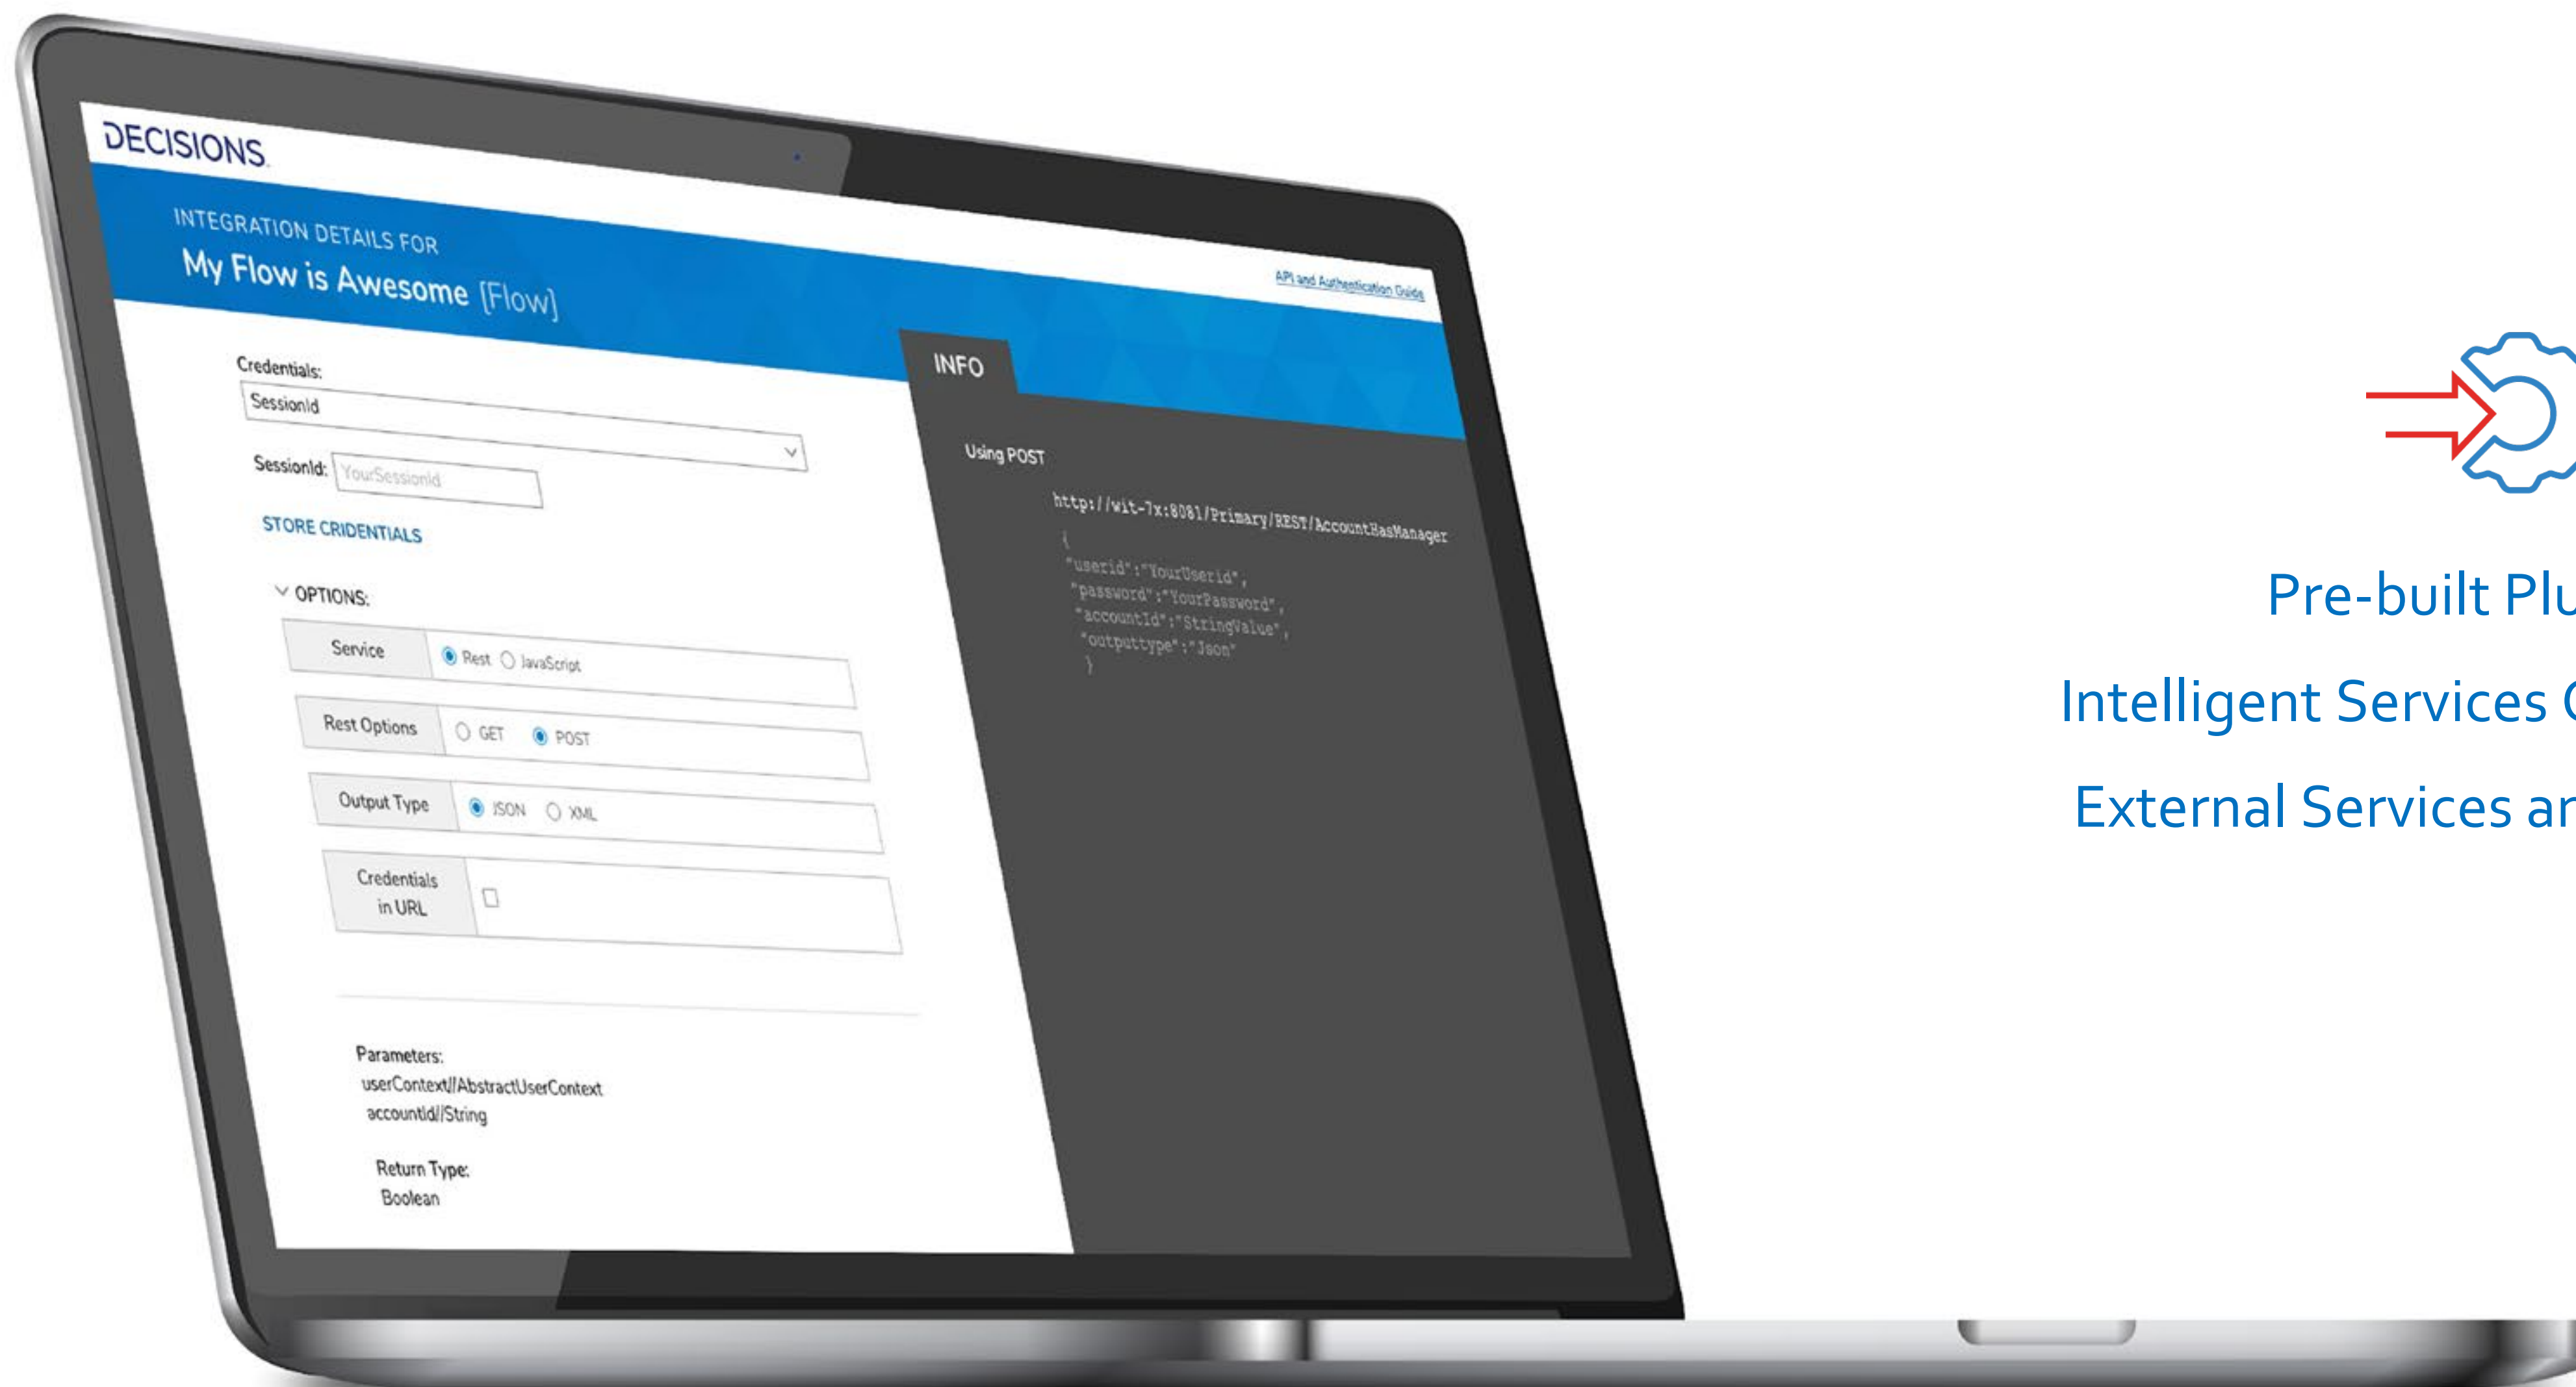 DECISIONS
INTEGRATION DETAILS FOR
My Flow is Awesome [Flow]
API and Authentication Guide
Credentials:
SessionId
SessionId: YourSessionId
STORE CRIDENTIALS
OPTIONS:
Service Rest JavaScript
Rest Options GET POST
Output Type JSON XML
Credentials
in URL
Parameters:
userContext//AbstractUserContext
accountId//String
Return Type:
Boolean
INFO
Using POST
http://wit-7x:8081/Primary/REST/AccountHasManager
{
"userid":"YourUserid",
"password":"YourPassword",
"accountId":"StringValue",
"outputtype":"Json"
}
Pre-built
Intelligent Services
External Services